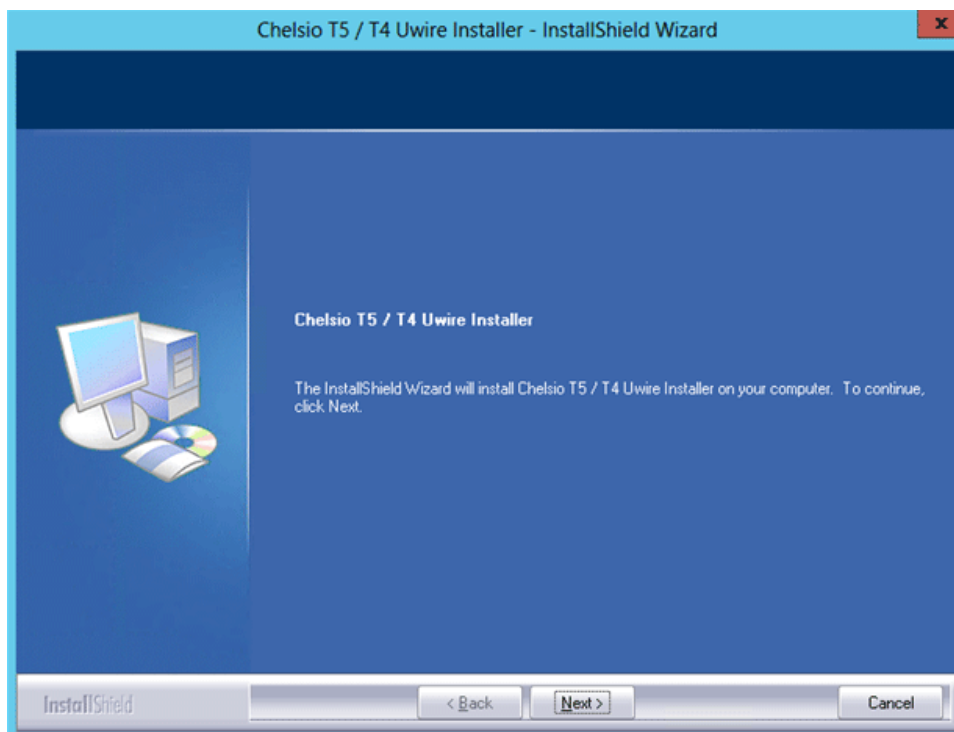 Chelsio T5 / T4 Uwire Installer - InstallShield Wizard
x
Chelsio T5 / T4 Uwire Installer
The InstallShield Wizard will install Chelsio T5 / T4 Uwire Installer on your computer. To continue,
click Next.
InstallShield
< Back
Next >
Cancel